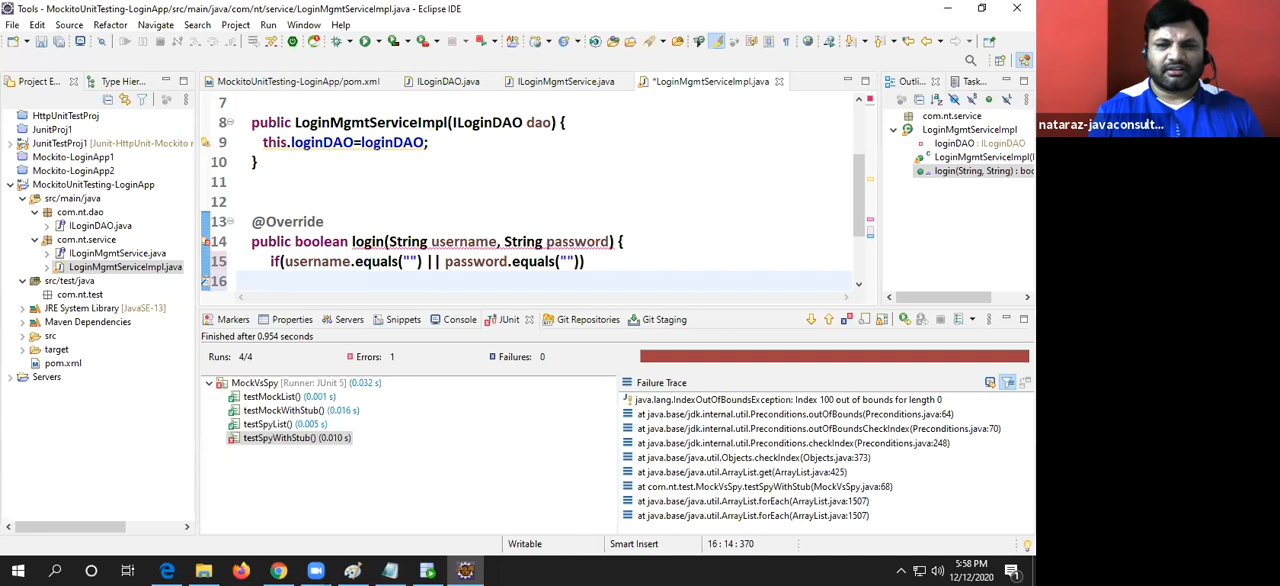 Tools - MockitoUnitTesting-LoginApp/src/main/java/com/nt/service/LoginMgmtServiceImpl.java - Eclipse IDE
File Edit Source Refactor Navigate Search Project Run Window Help
Project E... Type Hier...
MockitoUnitTesting-LoginApp/pom.xml ILoginDAO.java ILoginMgmtService.java *LoginMgmtServiceImpl.java
Outli... Task...
HttpUnitTestProj
JunitProj1
JunitTestProj1 [Junit-HttpUnit-Mockito r
Mockito-LoginApp1
Mockito-LoginApp2
MockitoUnitTesting-LoginApp
src/main/java
com.nt.dao
ILoginDAO.java
com.nt.service
ILoginMgmtService.java
LoginMgmtServiceImpl.java
src/test/java
com.nt.test
JRE System Library [JavaSE-13]
Maven Dependencies
src
target
pom.xml
Servers
7
8 public LoginMgmtServiceImpl(ILoginDAO dao) {
9 this.loginDAO=loginDAO;
10 }
11
12
13 @Override
14 public boolean login(String username, String password) {
15 if(username.equals("") || password.equals(""))
16
com.nt.service
LoginMgmtServiceImpl
loginDAO : ILoginDAO
LoginMgmtServiceImpl(I
login(String, String) : boo
nataraz-javaconsult...
Markers Properties Servers Snippets Console JUnit Git Repositories Git Staging
Finished after 0.954 seconds
Runs: 4/4 Errors: 1 Failures: 0
MockVsSpy [Runner: JUnit 5] (0.032 s)
testMockList() (0.001 s)
testMockWithStub() (0.016 s)
testSpyList() (0.005 s)
testSpyWithStub() (0.010 s)
Failure Trace
java.lang.IndexOutOfBoundsException: Index 100 out of bounds for length 0
at java.base/jdk.internal.util.Preconditions.outOfBounds(Preconditions.java:64)
at java.base/jdk.internal.util.Preconditions.outOfBoundsCheckIndex(Preconditions.java:70)
at java.base/jdk.internal.util.Preconditions.checkIndex(Preconditions.java:248)
at java.base/java.util.Objects.checkIndex(Objects.java:373)
at java.base/java.util.ArrayList.get(ArrayList.java:425)
at com.nt.test.MockVsSpy.testSpyWithStub(MockVsSpy.java:68)
at java.base/java.util.ArrayList.forEach(ArrayList.java:1507)
at java.base/java.util.ArrayList.forEach(ArrayList.java:1507)
Writable Smart Insert 16 : 14 : 370
5:58 PM
12/12/2020